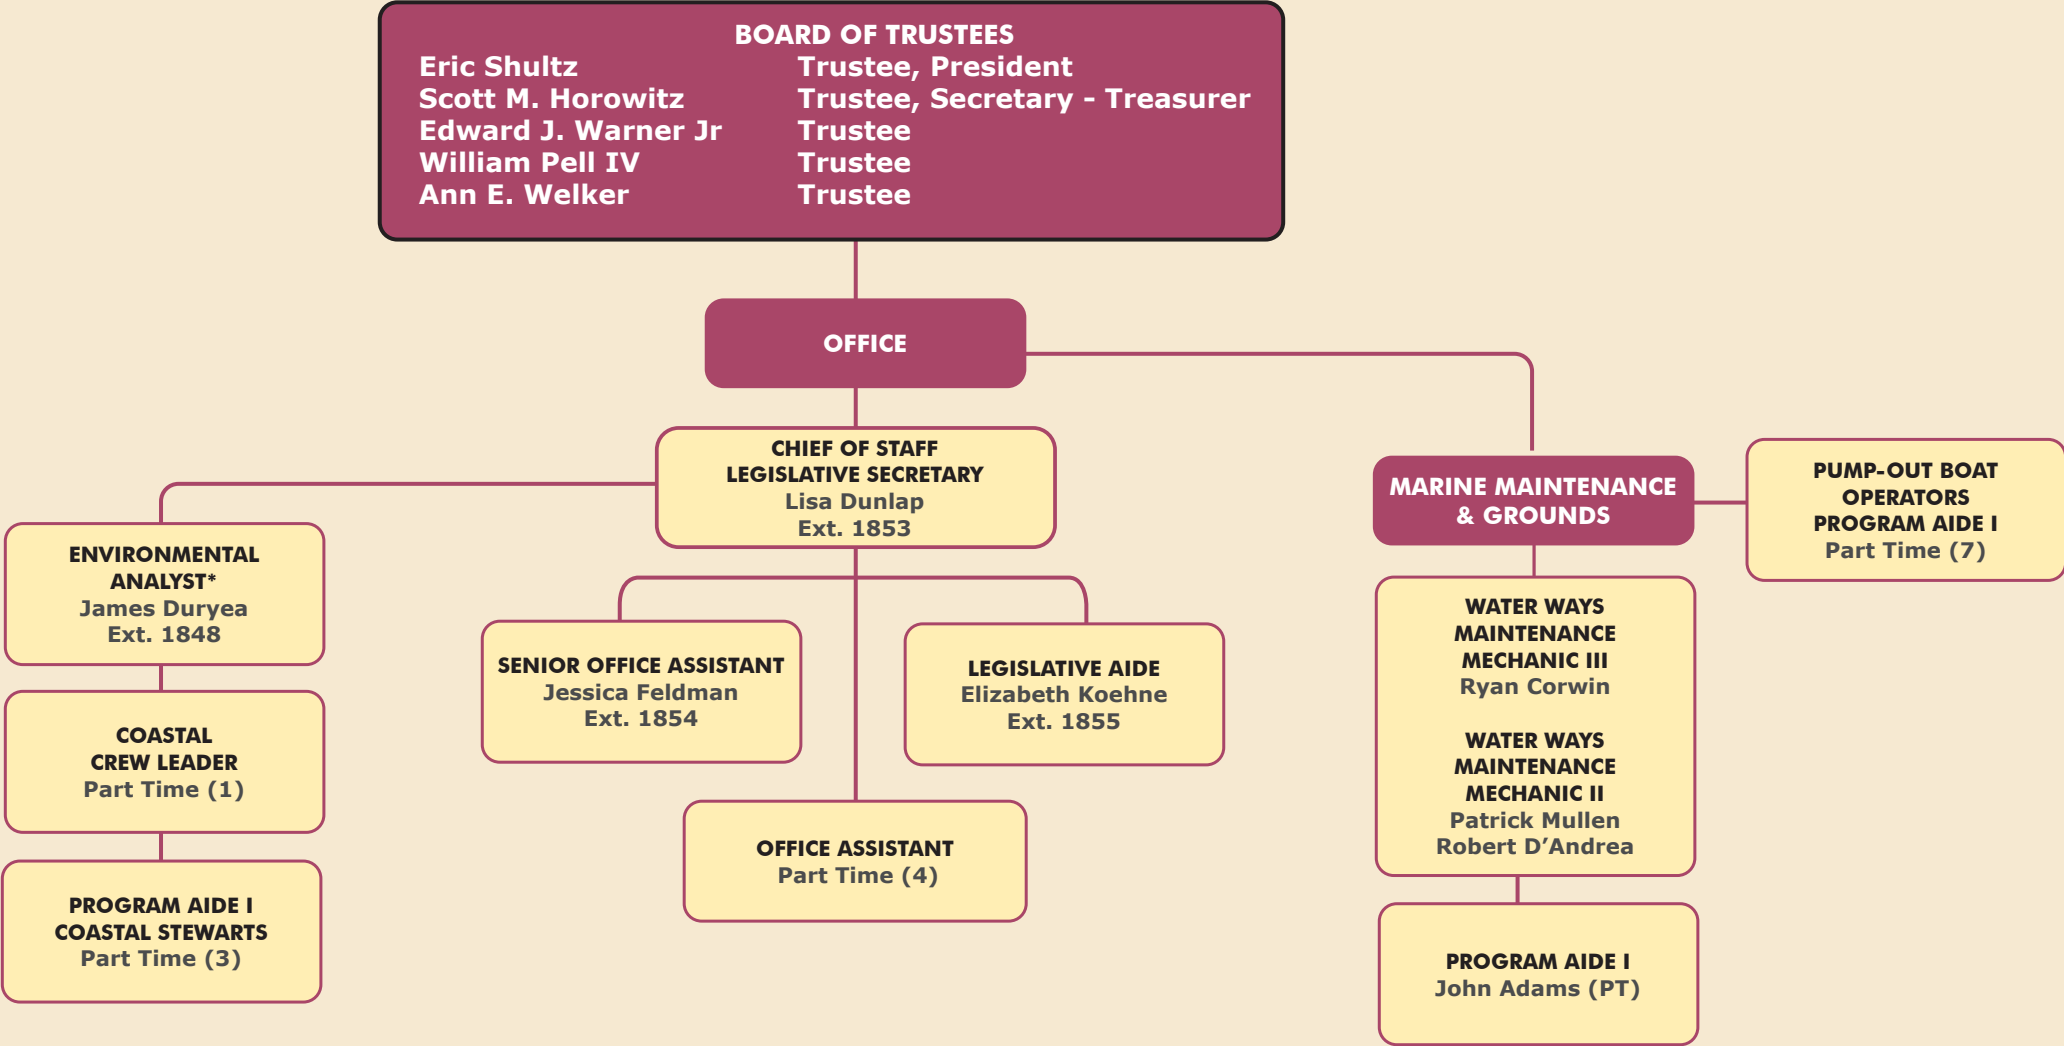 BOARD OF TRUSTEES
Eric Shultz Trustee, President
Scott M. Horowitz Trustee, Secretary - Treasurer
Edward J. Warner Jr Trustee
William Pell IV Trustee
Ann E. Welker Trustee
OFFICE
CHIEF OF STAFF
LEGISLATIVE SECRETARY
Lisa Dunlap
Ext. 1853
MARINE MAINTENANCE
& GROUNDS
PUMP-OUT BOAT
OPERATORS
PROGRAM AIDE I
Part Time (7)
ENVIRONMENTAL
ANALYST*
James Duryea
Ext. 1848
COASTAL
CREW LEADER
Part Time (1)
PROGRAM AIDE I
COASTAL STEWARTS
Part Time (3)
SENIOR OFFICE ASSISTANT
Jessica Feldman
Ext. 1854
LEGISLATIVE AIDE
Elizabeth Koehne
Ext. 1855
OFFICE ASSISTANT
Part Time (4)
WATER WAYS
MAINTENANCE
MECHANIC III
Ryan Corwin
WATER WAYS
MAINTENANCE
MECHANIC II
Patrick Mullen
Robert D’Andrea
PROGRAM AIDE I
John Adams (PT)